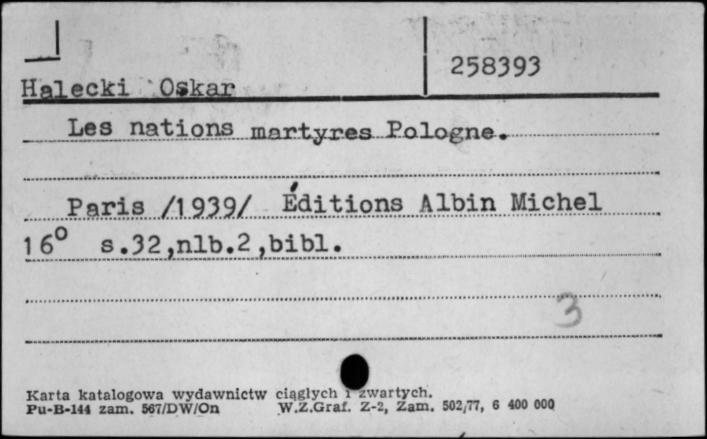 258393
Halecki Oskar
Les nations martyres Pologne.
Paris /1939/ Éditions Albin Michel
16⁰ s.32,nlb.2,bibl.
3
Karta katalogowa wydawnictw ciągłych i zwartych.
Pu-B-144 zam. 567/DW/On W.Z.Graf. Z-2, Zam. 502/77, 6 400 000